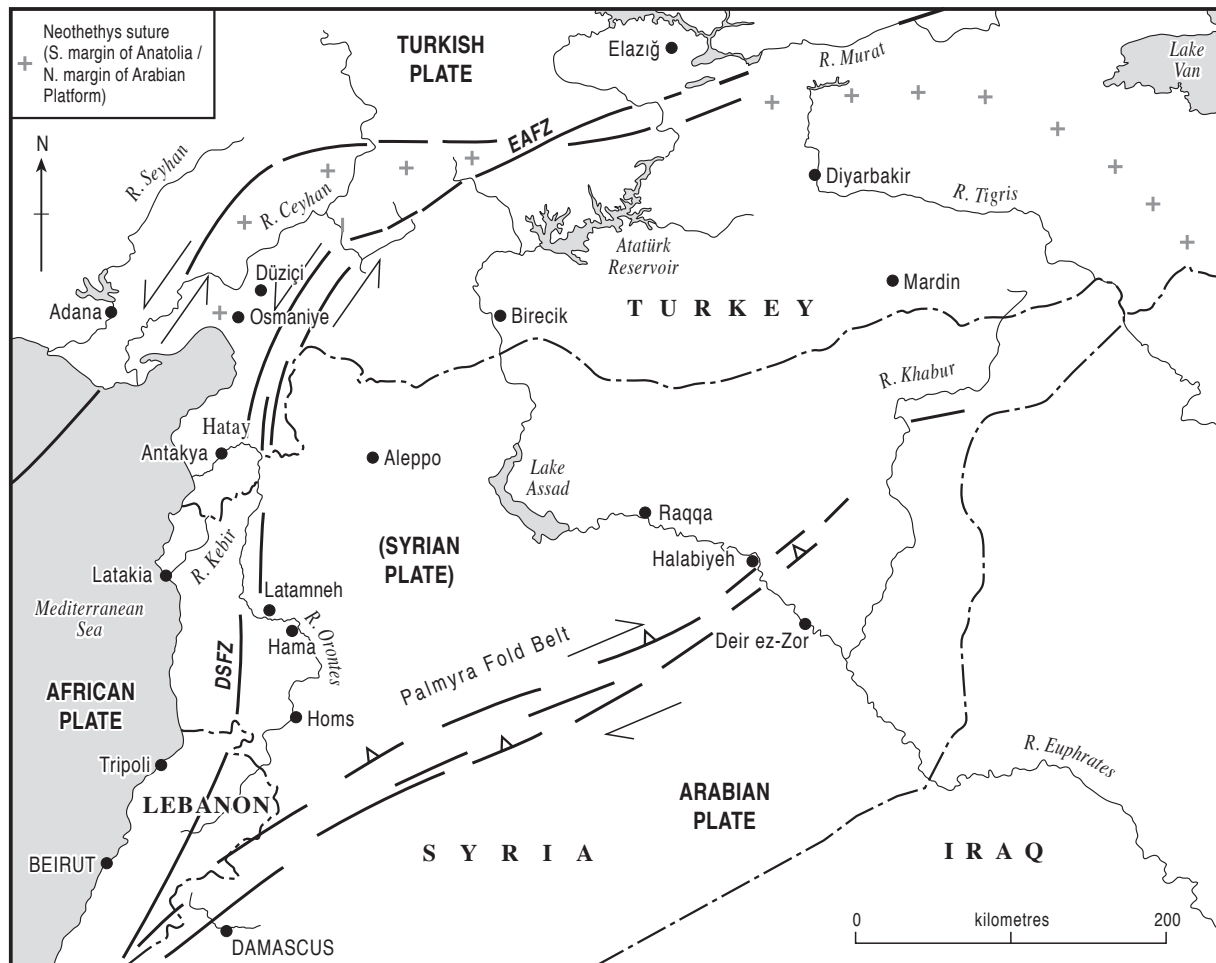 Neothethys suture
(S. margin of Anatolia /
N. margin of Arabian
Platform)
N
TURKISH
PLATE
Elazığ
R. Murat
Lake
Van
R. Seyhan
EAFZ
R. Ceyhan
Diyarbakir
R. Tigris
Atatürk
Reservoir
Düziçi
Adana
Osmaniye
Birecik
Mardin
TURKEY
R. Khabur
Hatay
Antakya
Aleppo
Lake
Assad
Raqqa
(SYRIAN
PLATE)
Halabiyeh
R. Kebir
Latakia
Latamneh
Mediterranean
Sea
R. Orontes
Hama
Deir ez-Zor
DSFZ
Palmyra Fold Belt
AFRICAN
PLATE
Homs
Tripoli
R. Euphrates
LEBANON
ARABIAN
PLATE
BEIRUT
SYRIA
IRAQ
DAMASCUS
0
kilometres
200